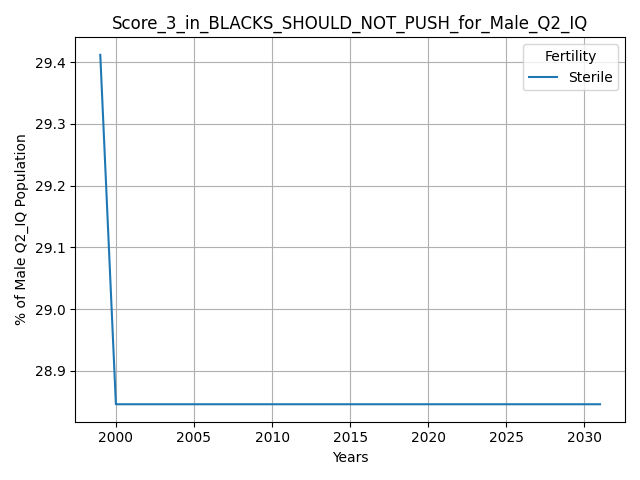 Score_3_in_BLACKS_SHOULD_NOT_PUSH_for_Male_Q2_IQ
Fertility
Sterile
29.4
29.3
29.2
29.1
29.0
28.9
% of Male Q2_IQ Population
2000 2005 2010 2015 2020 2025 2030
Years